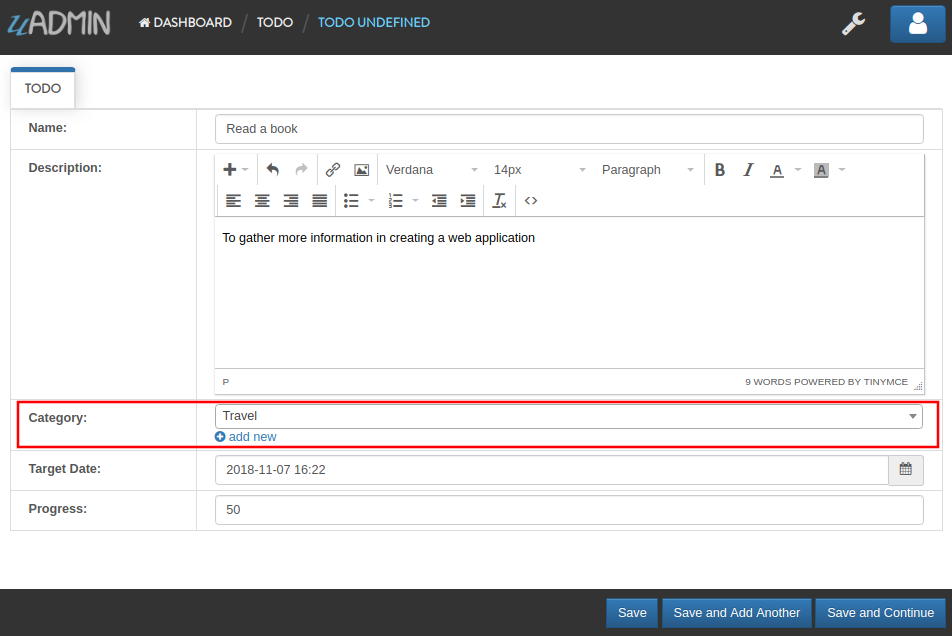 uADMIN DASHBOARD / TODO / TODO UNDEFINED
TODO
Name: Read a book
Description:
Verdana 14px Paragraph B I A A
To gather more information in creating a web application
P 9 WORDS POWERED BY TINYMCE
Category: Travel
add new
Target Date: 2018-11-07 16:22
Progress: 50
Save Save and Add Another Save and Continue